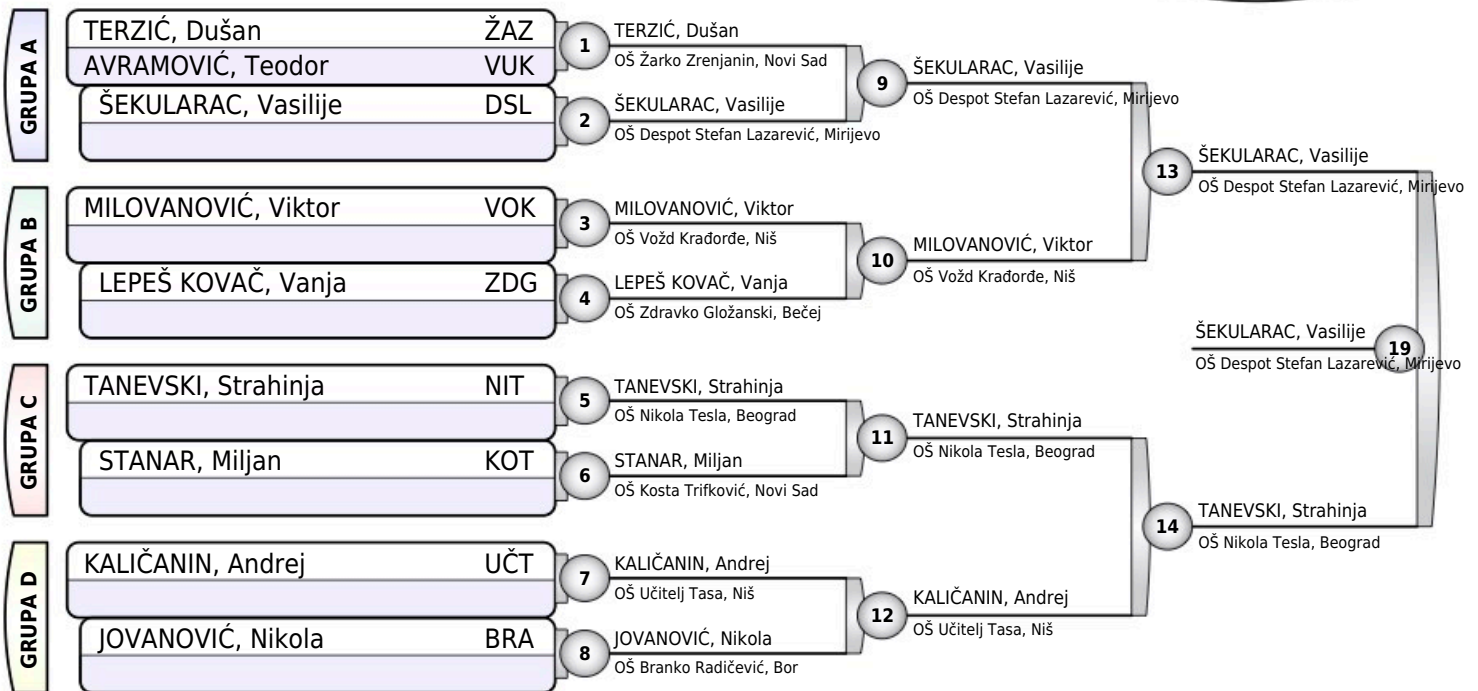 GRUPA A
TERZIĆ, Dušan ŽAZ
AVRAMOVIĆ, Teodor VUK
ŠEKULARAC, Vasilije DSL
1
TERZIĆ, Dušan
OŠ Žarko Zrenjanin, Novi Sad
2
ŠEKULARAC, Vasilije
OŠ Despot Stefan Lazarević, Mirijevo
GRUPA B
MILOVANOVIĆ, Viktor VOK
LEPEŠ KOVAČ, Vanja ZDG
3
MILOVANOVIĆ, Viktor
OŠ Vožd Krađorđe, Niš
4
LEPEŠ KOVAČ, Vanja
OŠ Zdravko Gložanski, Bečej
GRUPA C
TANEVSKI, Strahinja NIT
STANAR, Miljan KOT
5
TANEVSKI, Strahinja
OŠ Nikola Tesla, Beograd
6
STANAR, Miljan
OŠ Kosta Trifković, Novi Sad
GRUPA D
KALIČANIN, Andrej UČT
JOVANOVIĆ, Nikola BRA
7
KALIČANIN, Andrej
OŠ Učitelj Tasa, Niš
8
JOVANOVIĆ, Nikola
OŠ Branko Radičević, Bor
9
ŠEKULARAC, Vasilije
OŠ Despot Stefan Lazarević, Mirijevo
10
MILOVANOVIĆ, Viktor
OŠ Vožd Krađorđe, Niš
11
TANEVSKI, Strahinja
OŠ Nikola Tesla, Beograd
12
KALIČANIN, Andrej
OŠ Učitelj Tasa, Niš
13
ŠEKULARAC, Vasilije
OŠ Despot Stefan Lazarević, Mirijevo
14
TANEVSKI, Strahinja
OŠ Nikola Tesla, Beograd
ŠEKULARAC, Vasilije
19
OŠ Despot Stefan Lazarević, Mirijevo